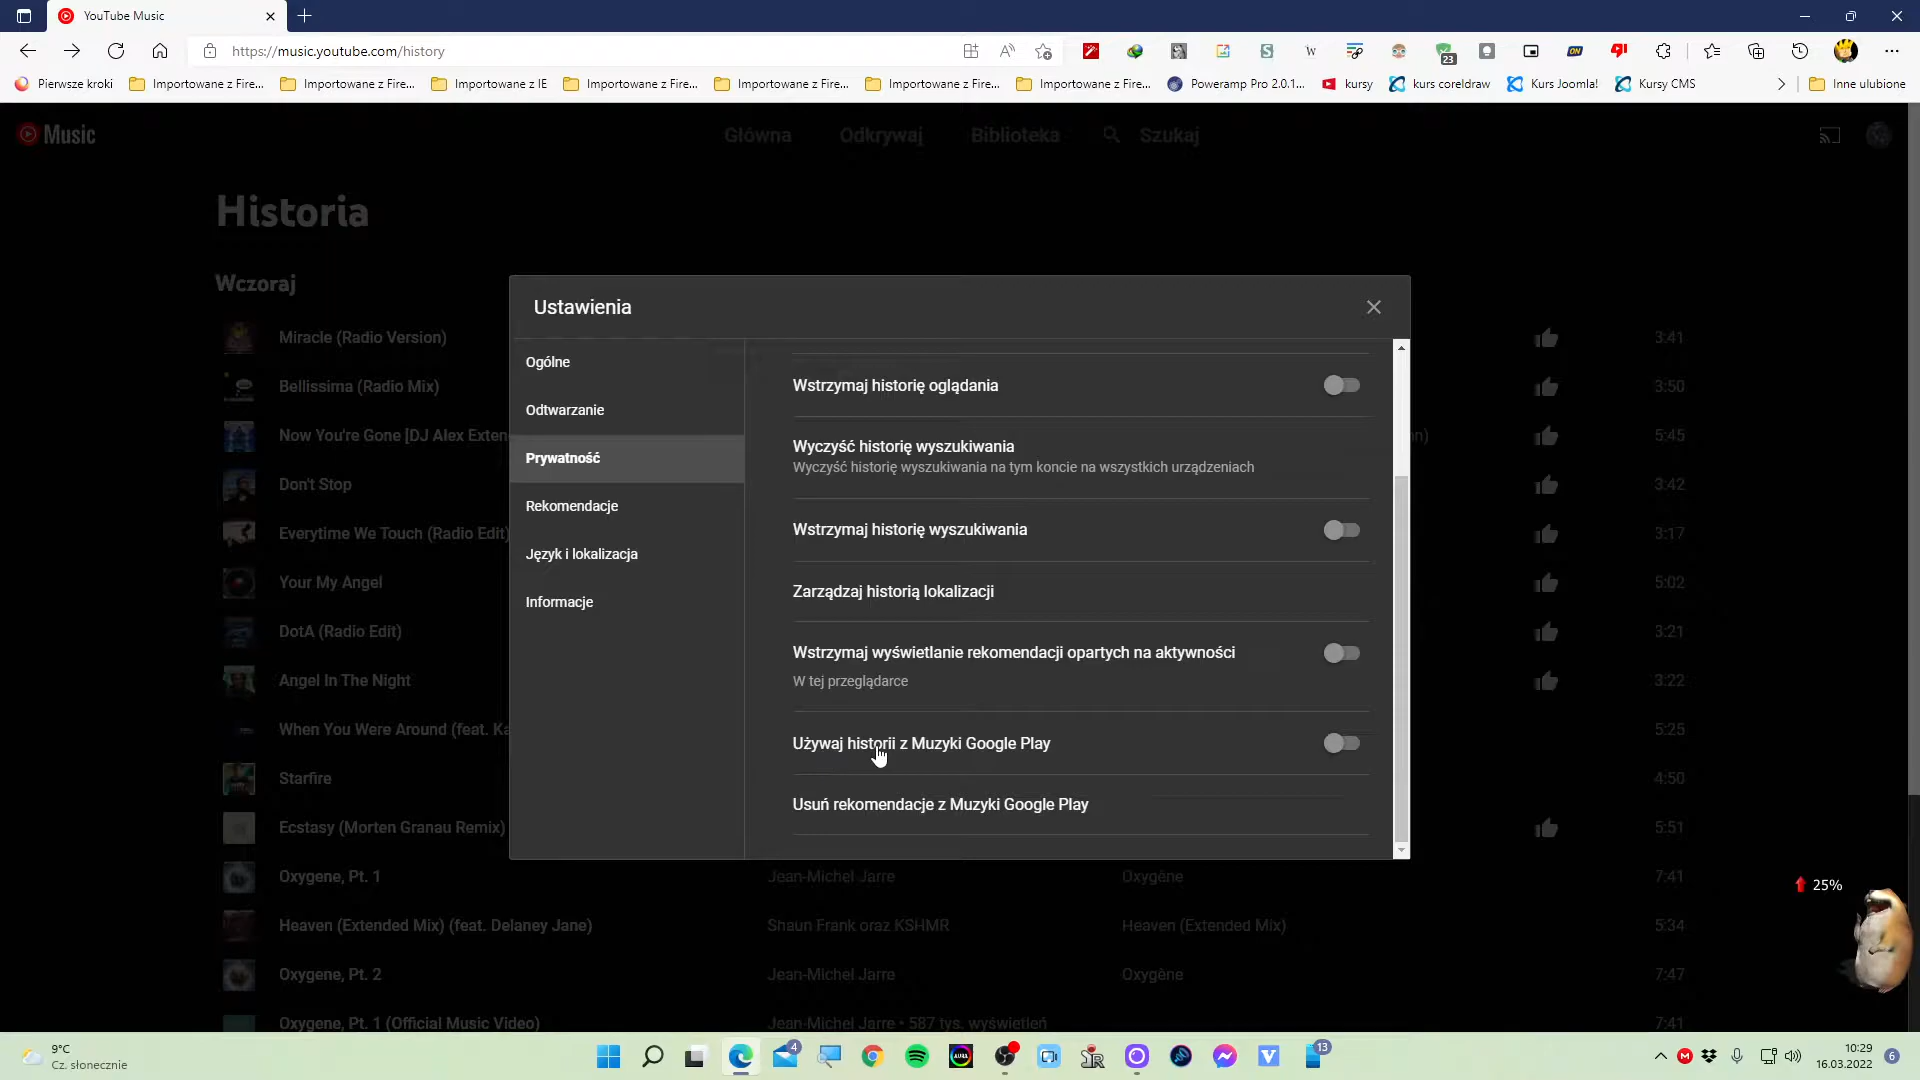 YouTube Music
https://music.youtube.com/history
23
ON
Pierwsze kroki
Importowane z Fire...
Importowane z Fire...
Importowane z IE
Importowane z Fire...
Importowane z Fire...
Importowane z Fire...
Importowane z Fire...
Poweramp Pro 2.0.1...
kursy
kurs coreldraw
Kurs Joomla!
Kursy CMS
Inne ulubione
Music
Główna
Odkrywaj
Biblioteka
Szukaj
Historia
Wczoraj
Miracle (Radio Version)
3:41
Bellissima (Radio Mix)
3:50
Now You're Gone [DJ Alex Exten
5:45
Don't Stop
3:42
Everytime We Touch (Radio Edit)
3:17
Your My Angel
5:02
DotA (Radio Edit)
3:21
Angel In The Night
3:22
When You Were Around (feat. Ka
5:25
Starfire
4:50
Ecstasy (Morten Granau Remix)
5:51
Oxygene, Pt. 1
Jean-Michel Jarre
Oxygène
7:41
Heaven (Extended Mix) (feat. Delaney Jane)
Shaun Frank oraz KSHMR
Heaven (Extended Mix)
5:34
Oxygene, Pt. 2
Jean-Michel Jarre
Oxygène
7:47
Oxygene, Pt. 1 (Official Music Video)
Jean-Michel Jarre • 587 tys. wyświetleń
7:41
Ustawienia
Ogólne
Odtwarzanie
Prywatność
Rekomendacje
Język i lokalizacja
Informacje
Wstrzymaj historię oglądania
Wyczyść historię wyszukiwania
Wyczyść historię wyszukiwania na tym koncie na wszystkich urządzeniach
Wstrzymaj historię wyszukiwania
Zarządzaj historią lokalizacji
Wstrzymaj wyświetlanie rekomendacji opartych na aktywności
W tej przeglądarce
Używaj historii z Muzyki Google Play
Usuń rekomendacje z Muzyki Google Play
25%
9°C
Cz. słonecznie
4
AURA
13
10:29
16.03.2022
6